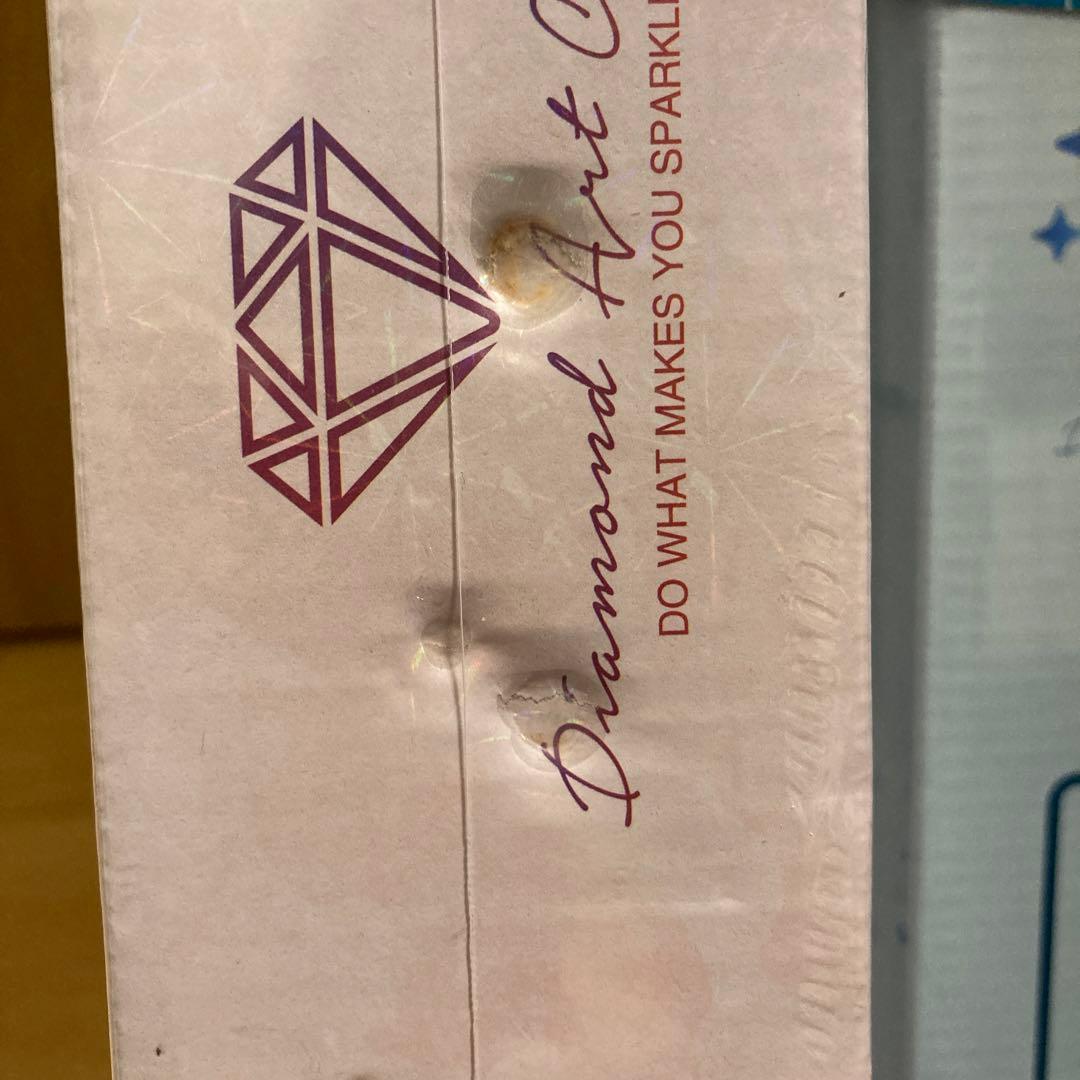 Diamond Art C
DO WHAT MAKES YOU SPARKL